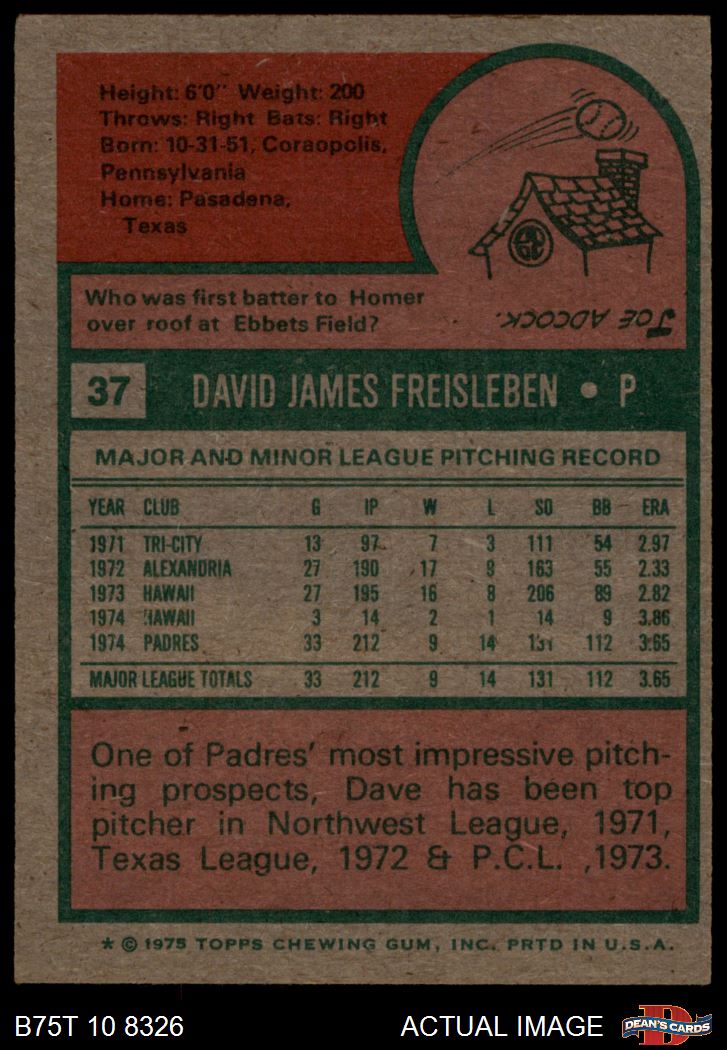 Height: 6'0" Weight: 200
Throws: Right Bats: Right
Born: 10-31-51, Coraopolis,
Pennsylvania
Home: Pasadena,
Texas
Who was first batter to Homer
over roof at Ebbets Field?
JOE ADCOCK.
37 DAVID JAMES FREISLEBEN • P
MAJOR AND MINOR LEAGUE PITCHING RECORD
YEAR CLUB G IP W L SO BB ERA
1971 TRI-CITY 13 97 7 3 111 54 2.97
1972 ALEXANDRIA 27 190 17 9 163 55 2.33
1973 HAWAII 27 195 16 8 206 89 2.82
1974 HAWAII 3 14 2 1 14 9 3.86
1974 PADRES 33 212 9 14 131 112 3.65
MAJOR LEAGUE TOTALS 33 212 9 14 131 112 3.65
One of Padres' most impressive pitch-
ing prospects, Dave has been top
pitcher in Northwest League, 1971,
Texas League, 1972 & P.C.L. ,1973.
* © 1975 TOPPS CHEWING GUM, INC. PRTD IN U.S.A.
B75T 10 8326 ACTUAL IMAGE DEAN'S CARDS